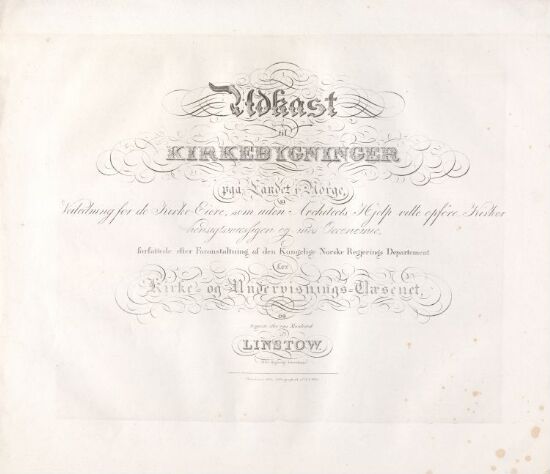 Udkast
til
KIRKEBYGNINGER
paa Landet i Norge,
og
Veiledning for de Kirke-Eiere, som uden Architects Hjelp ville opföre Kirker
hensigtsmæssigen og med Oeconomie,
forfattede efter Foranstaltning af den Kongelige Norske Regjerings Departement
for
Kirke- og Undervisnings-Væsenet,
og
af
LINSTOW.